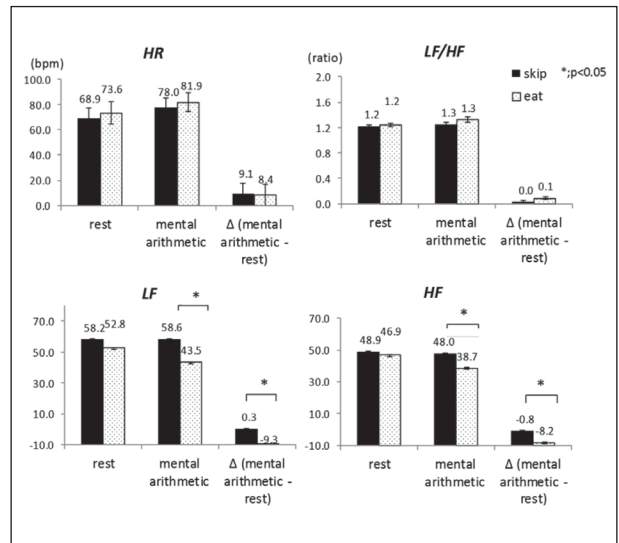 HR
(bpm)
100.0
80.0
60.0
40.0
20.0
0.0
68.9
73.6
78.0
81.9
9.1
8.4
rest
mental arithmetic
Δ (mental arithmetic - rest)
LF/HF
(ratio)
2.0
1.6
1.2
0.8
0.4
0.0
1.2
1.2
1.3
1.3
0.0
0.1
skip
*;p<0.05
eat
rest
mental arithmetic
Δ (mental arithmetic - rest)
LF
70.0
50.0
30.0
10.0
-10.0
58.2
52.8
58.6
43.5
*
0.3
-9.3
*
rest
mental arithmetic
Δ (mental arithmetic - rest)
HF
70.0
50.0
30.0
10.0
-10.0
48.9
46.9
48.0
38.7
*
-0.8
-8.2
*
rest
mental arithmetic
Δ (mental arithmetic - rest)